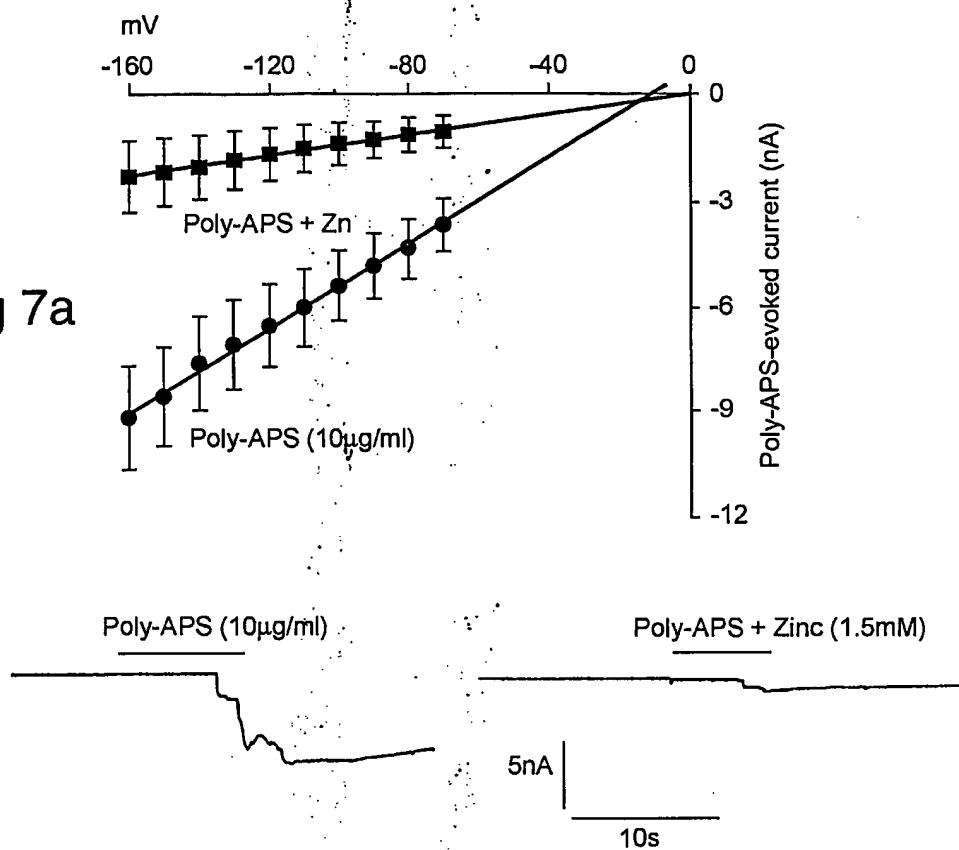 mV
-160 -120 -80 -40 0
0
-3
-6
-9
-12
Poly-APS-evoked current (nA)
Poly-APS + Zn
7a
Poly-APS (10µg/ml)
Poly-APS (10µg/ml)
Poly-APS + Zinc (1.5mM)
5nA
10s